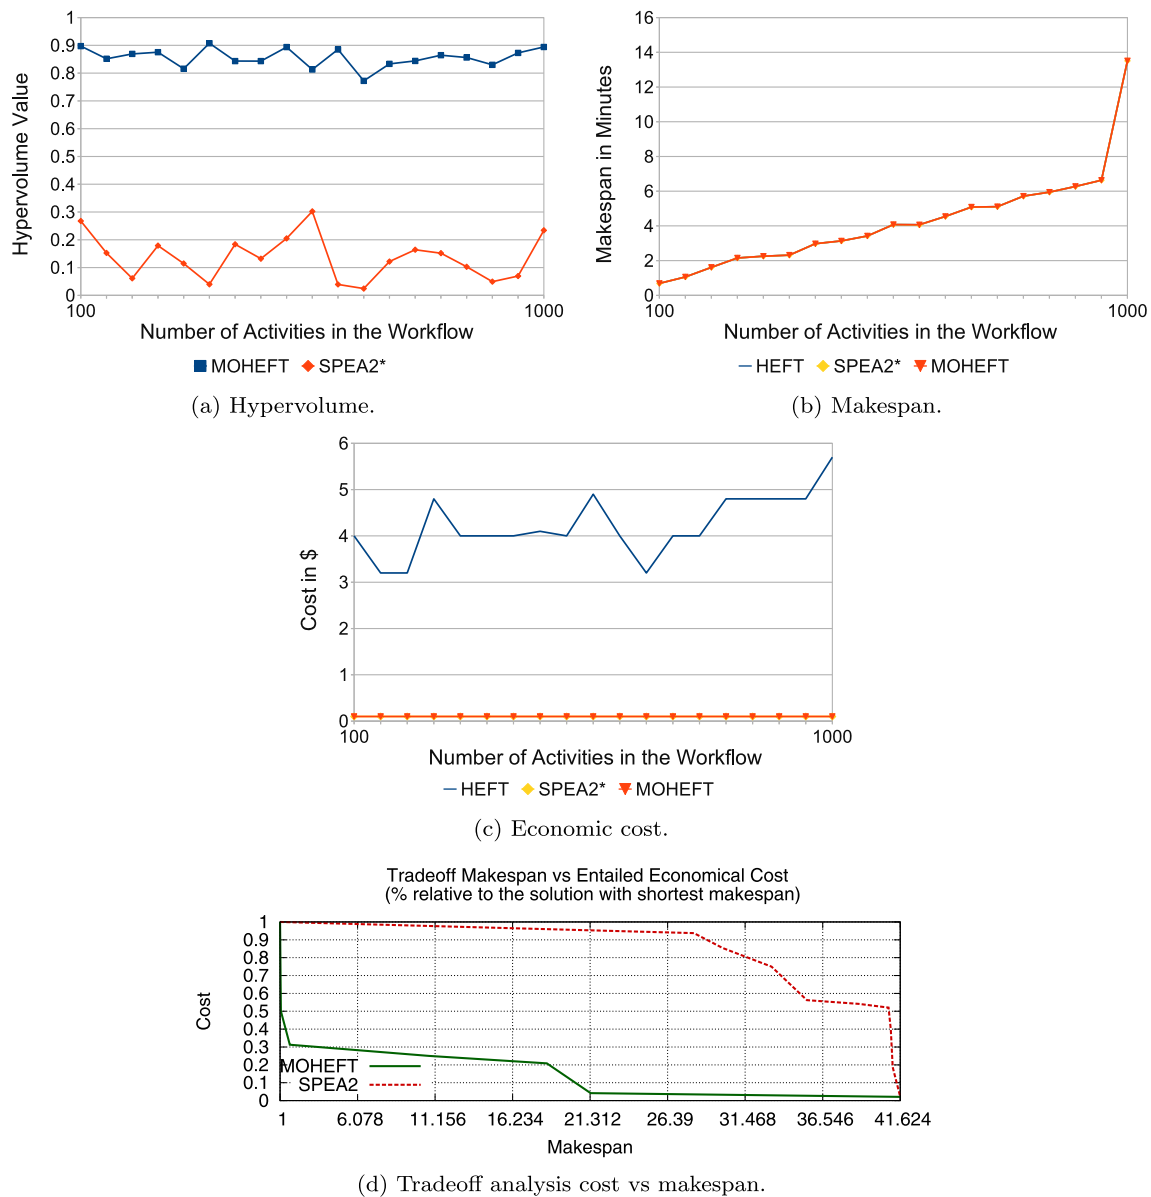 1
0.9
0.8
0.7
0.6
0.5
0.4
0.3
0.2
0.1
0
Hypervolume Value
100
1000
Number of Activities in the Workflow
MOHEFT SPEA2*
(a) Hypervolume.
16
14
12
10
8
6
4
2
0
Makespan in Minutes
100
1000
Number of Activities in the Workflow
HEFT SPEA2* MOHEFT
(b) Makespan.
6
5
4
3
2
1
0
Cost in $
100
1000
Number of Activities in the Workflow
HEFT SPEA2* MOHEFT
(c) Economic cost.
Tradeoff Makespan vs Entailed Economical Cost
(% relative to the solution with shortest makespan)
1
0.9
0.8
0.7
0.6
0.5
0.4
0.3
0.2
0.1
0
Cost
MOHEFT
SPEA2
1 6.078 11.156 16.234 21.312 26.39 31.468 36.546 41.624
Makespan
(d) Tradeoff analysis cost vs makespan.